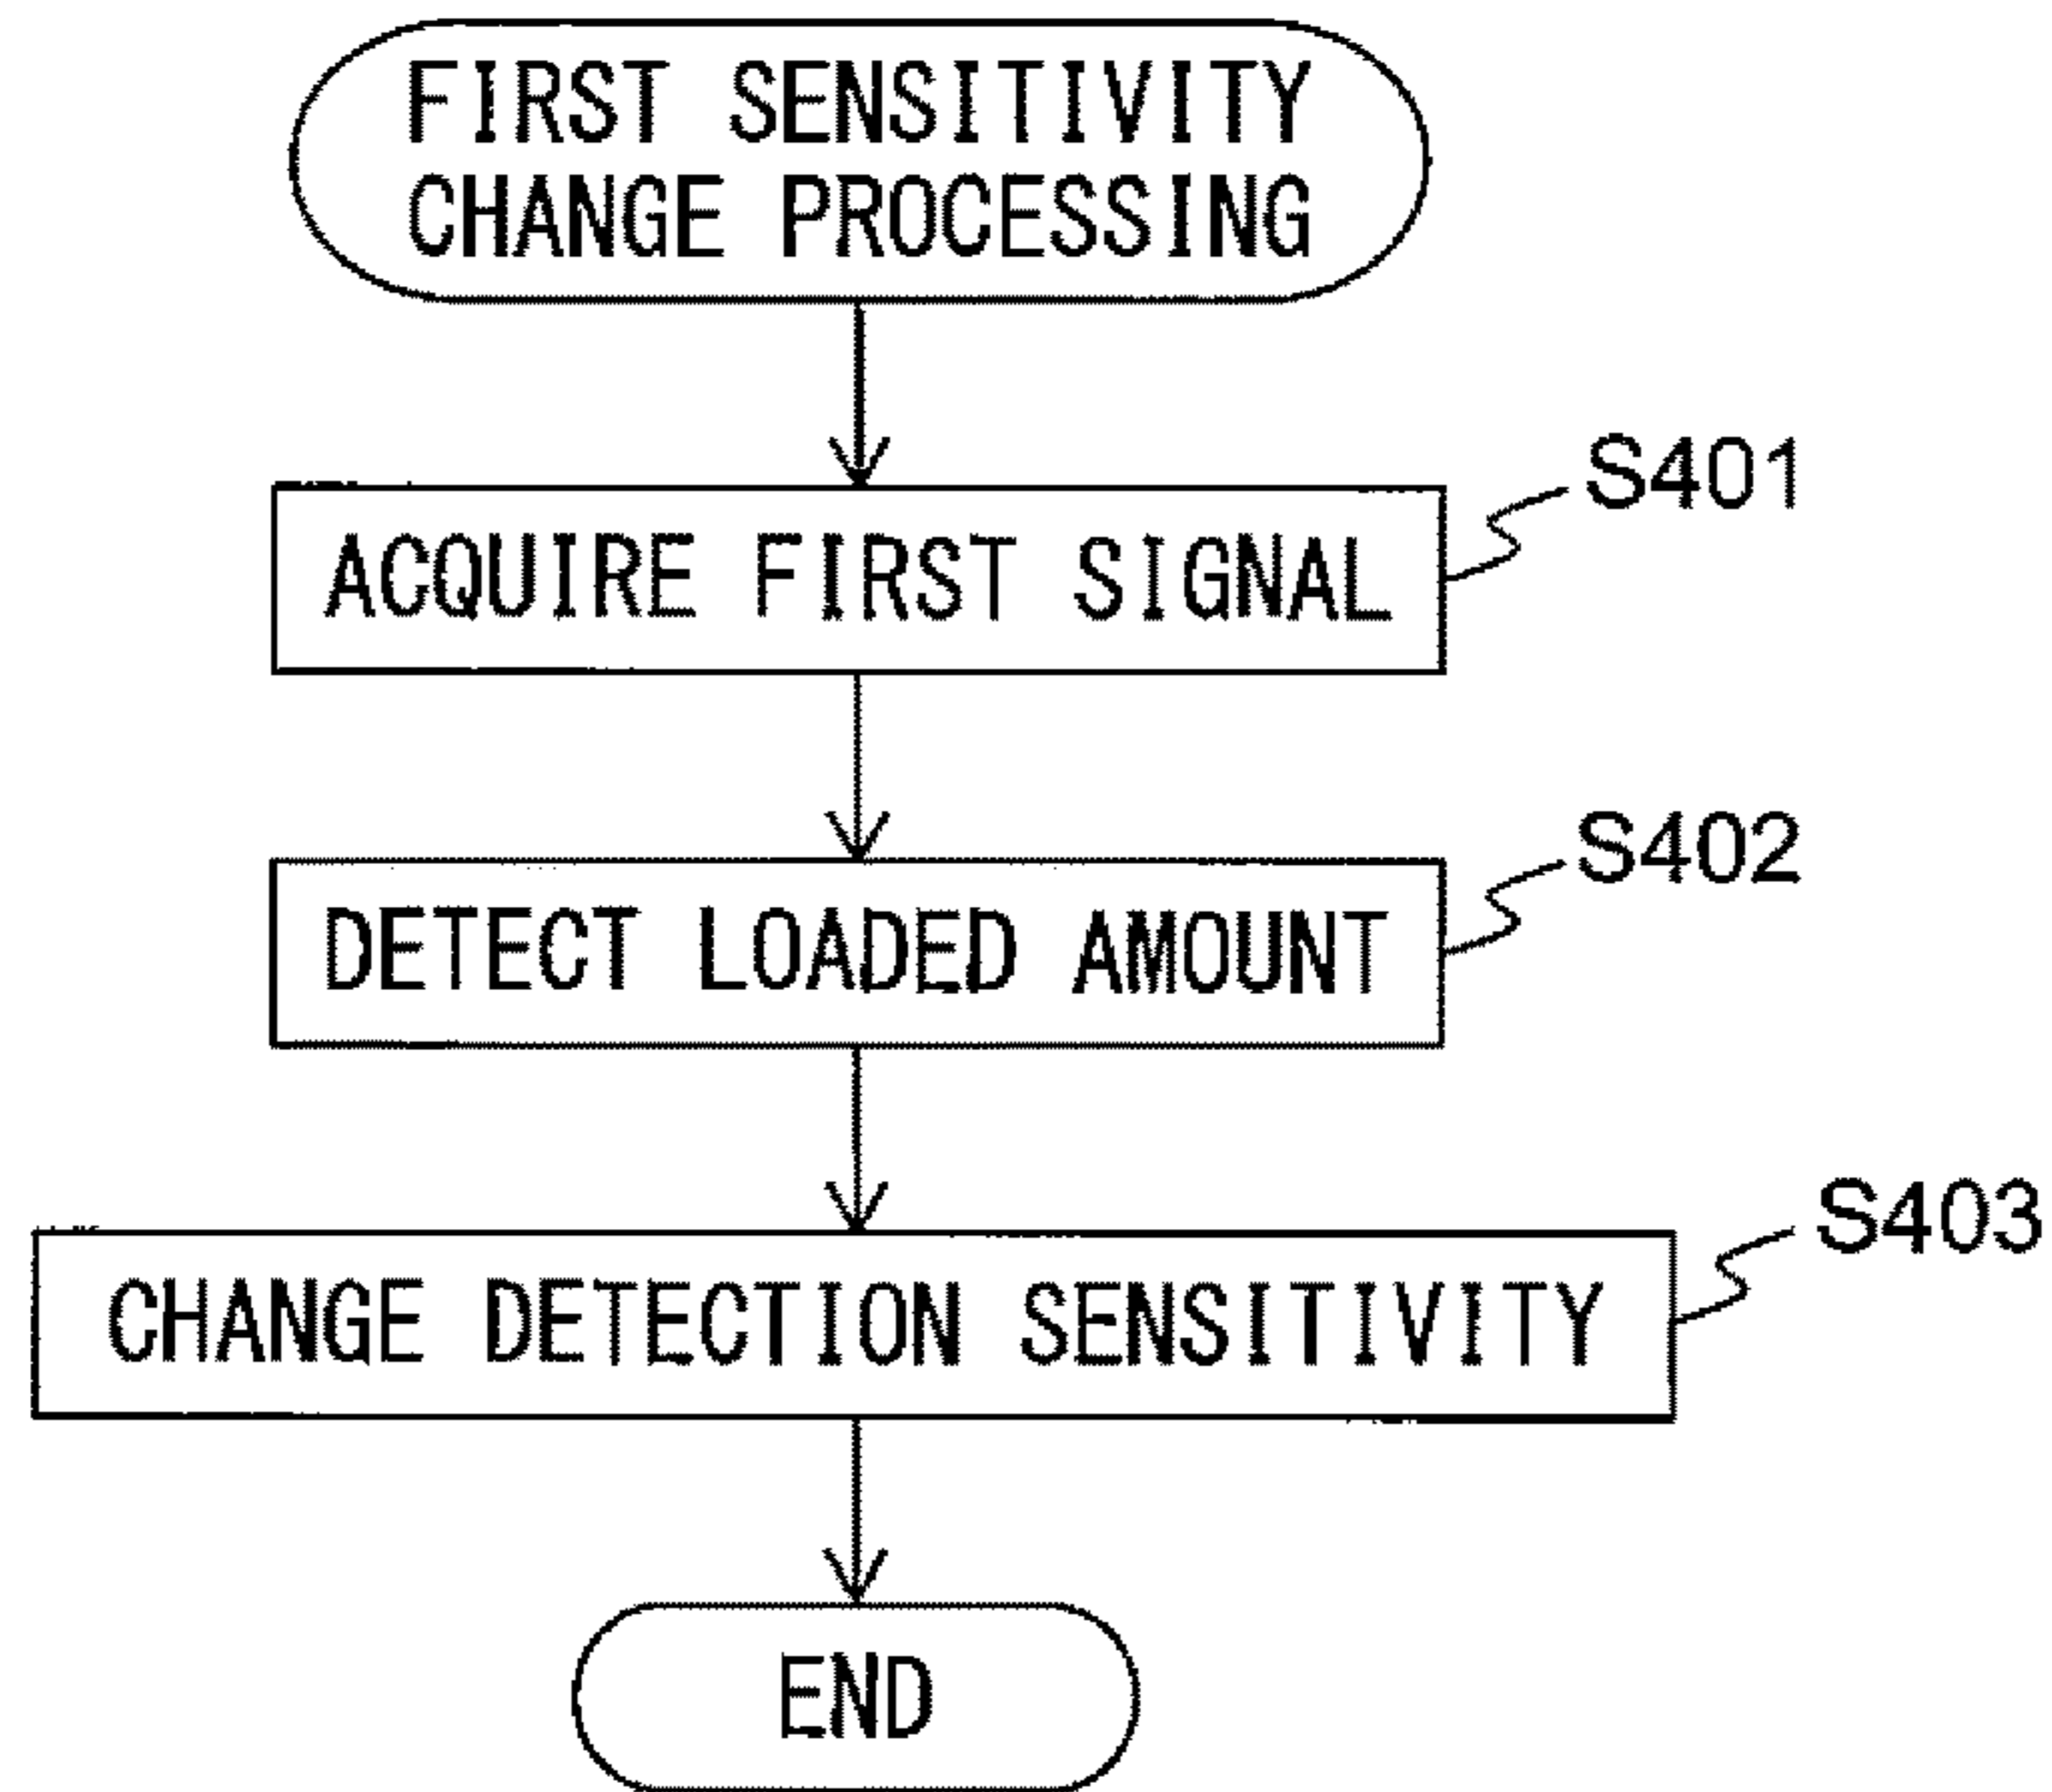 FIRST SENSITIVITY
CHANGE PROCESSING
S401
ACQUIRE FIRST SIGNAL
S402
DETECT LOADED AMOUNT
S403
CHANGE DETECTION SENSITIVITY
END